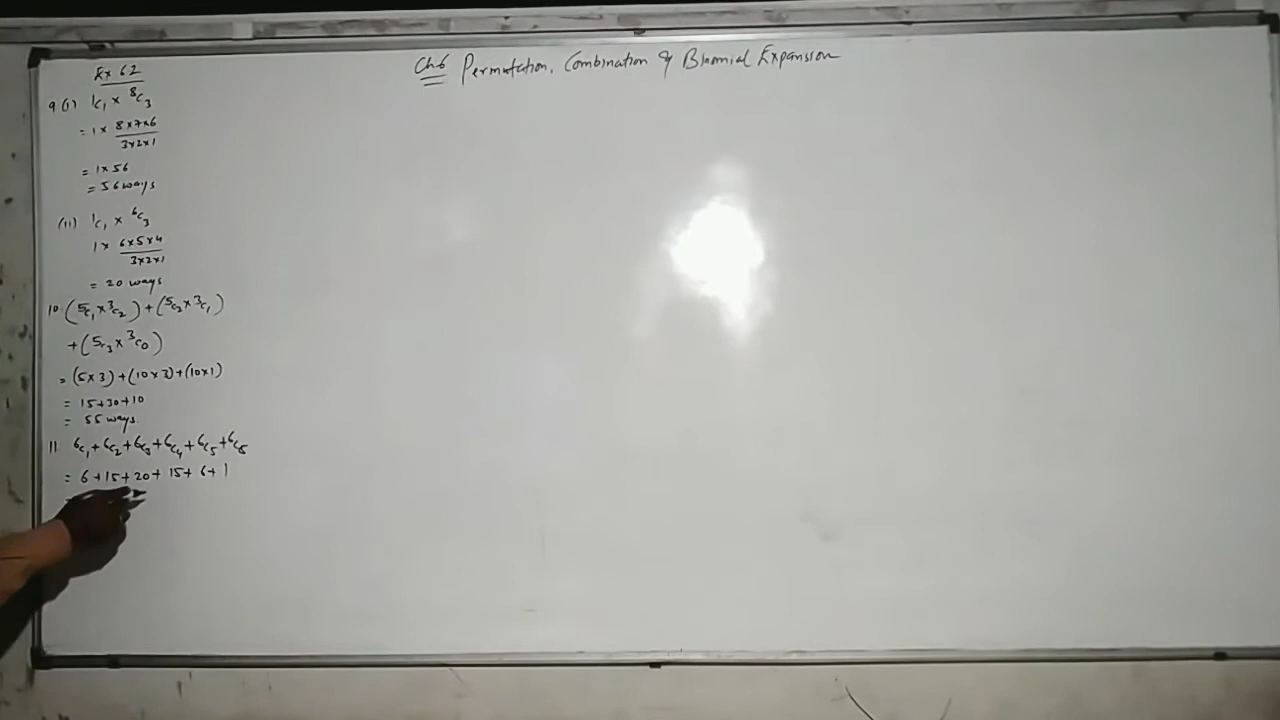 Ch6 Permutation, Combination & Binomial Expansion
Ex 62
9(i) ¹C₁ × ⁸C₃
= 1 × 8×7×6
3×2×1
= 1×56
= 56 ways
(ii) ¹C₁ × ⁶C₃
1 × 6×5×4
3×2×1
= 20 ways
10 (⁵C₁×³C₂)+(⁵C₂×³C₁)
+(⁵C₃×³C₀)
= (5×3)+(10×3)+(10×1)
= 15+30+10
= 55 ways
11 ⁶C₁+⁶C₂+⁶C₃+⁶C₄+⁶C₅+⁶C₆
= 6+15+20+15+6+1